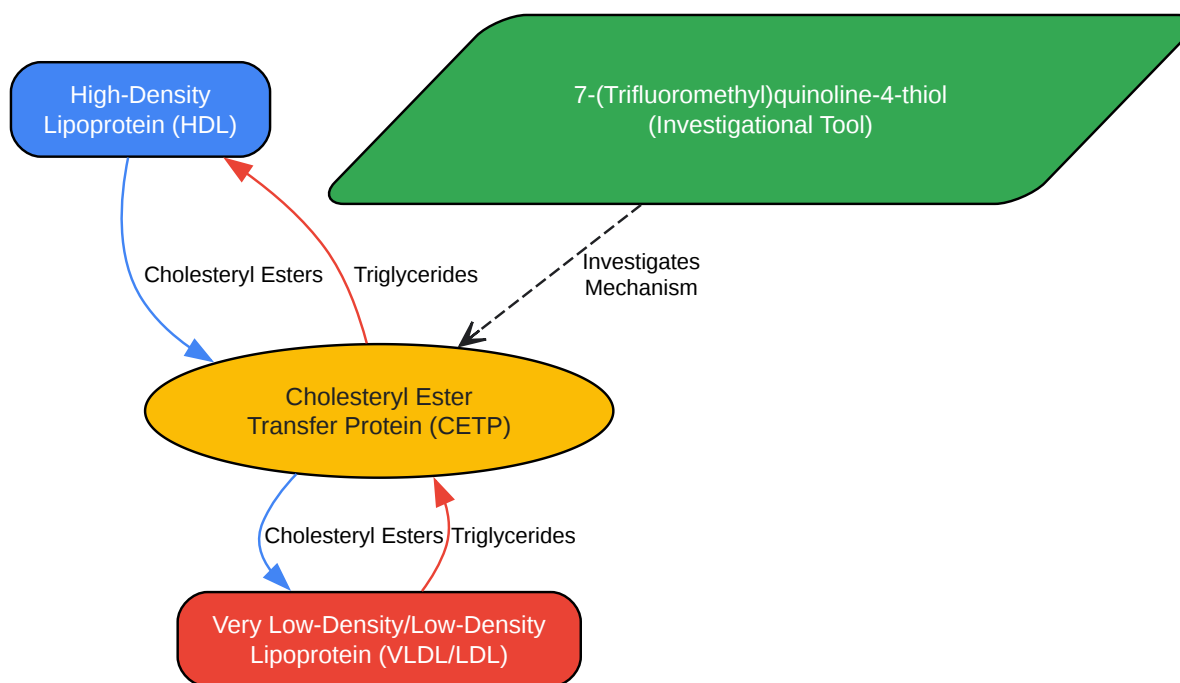 High-Density
Lipoprotein (HDL)
7-(Trifluoromethyl)quinoline-4-thiol
(Investigational Tool)
Cholesteryl Esters
Triglycerides
Investigates
Mechanism
Cholesteryl Ester
Transfer Protein (CETP)
Cholesteryl Esters
Triglycerides
Very Low-Density/Low-Density
Lipoprotein (VLDL/LDL)